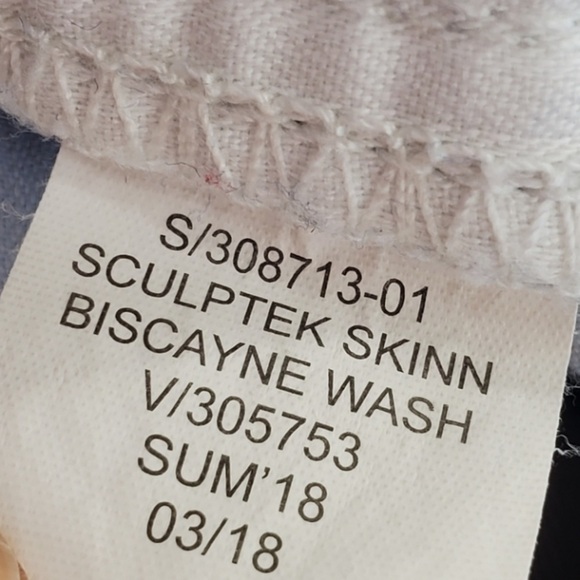 S/308713-01
SCULPTEK SKINN
BISCAYNE WASH
V/305753
SUM'18
03/18